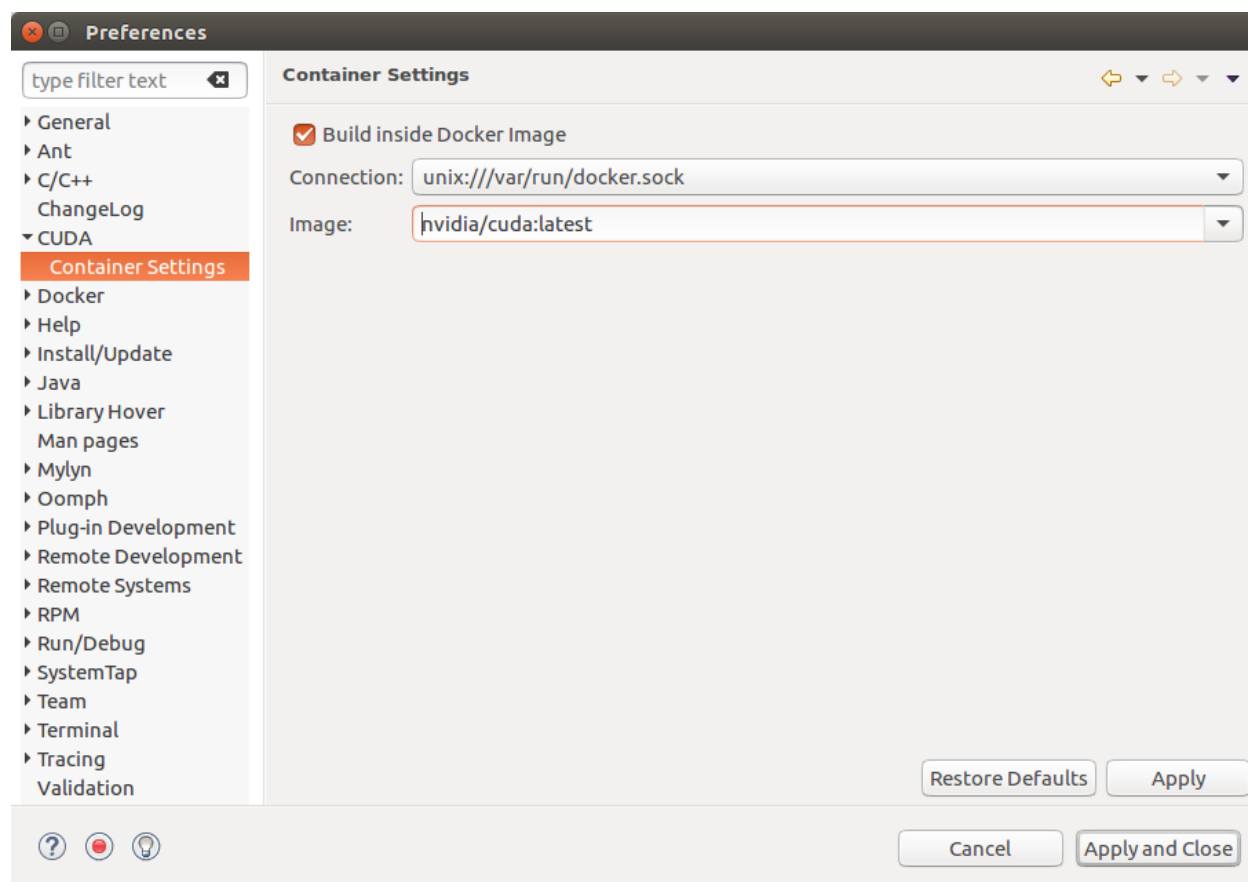 Preferences
type filter text
General
Ant
C/C++
ChangeLog
CUDA
Container Settings
Docker
Help
Install/Update
Java
Library Hover
Man pages
Mylyn
Oomph
Plug-in Development
Remote Development
Remote Systems
RPM
Run/Debug
SystemTap
Team
Terminal
Tracing
Validation
Container Settings
Build inside Docker Image
Connection: unix:///var/run/docker.sock
Image: nvidia/cuda:latest
Restore Defaults Apply
? Cancel Apply and Close